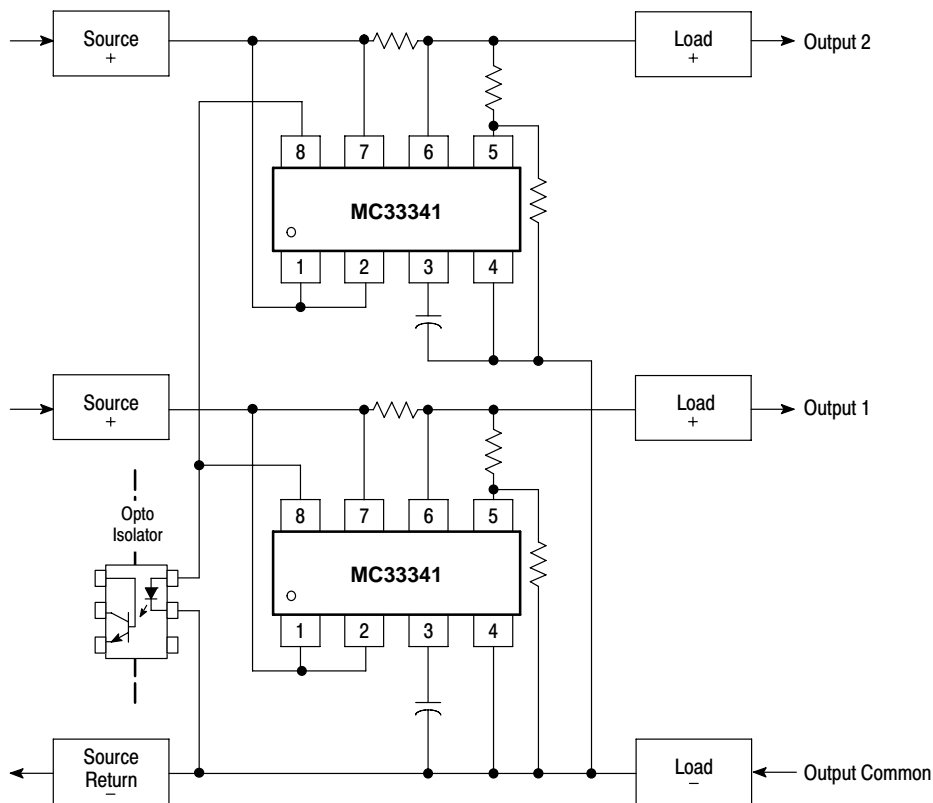 Source
+
Load
+
Output 2
8 7 6 5
MC33341
1 2 3 4
Source
+
Load
+
Output 1
Opto
Isolator
8 7 6 5
MC33341
1 2 3 4
Source
Return
–
Load
–
Output Common